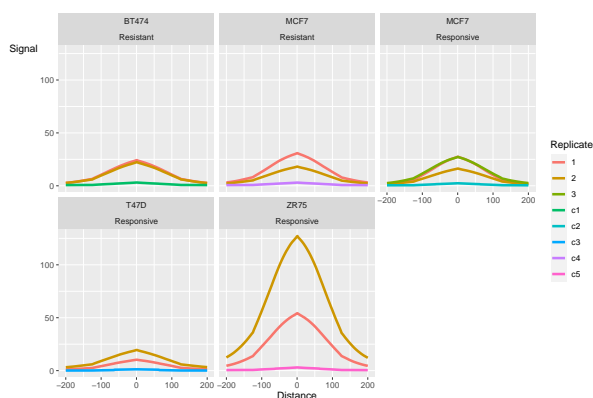 BT474
MCF7
MCF7
Resistant
Resistant
Responsive
Signal
100
50
0
−200 −100 0 100 200
T47D
ZR75
Responsive
Responsive
100
50
0
−200 −100 0 100 200
−200 −100 0 100 200
Distance
Replicate
1
2
3
c1
c2
c3
c4
c5